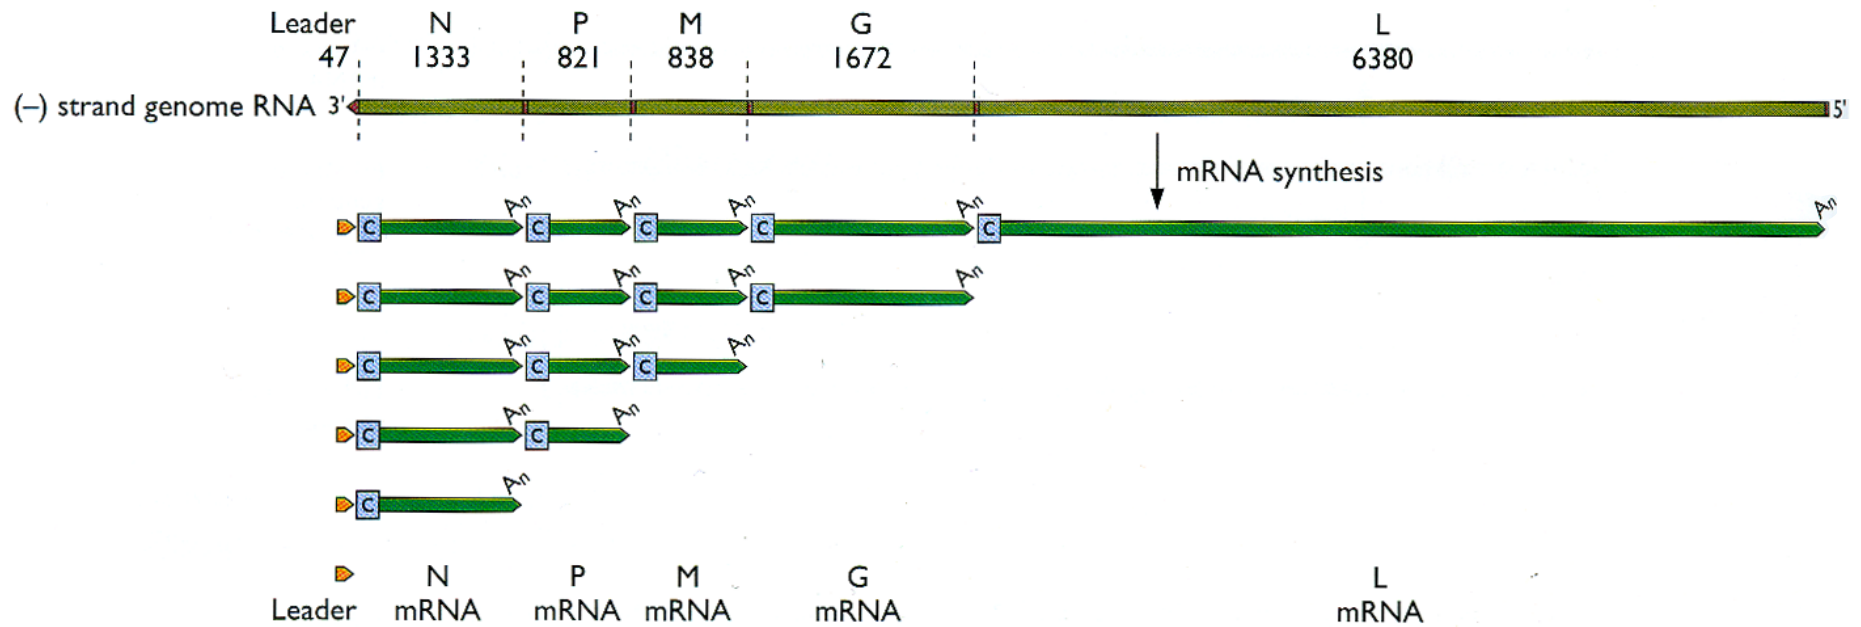 Leader N P M G L
47 1333 821 838 1672 6380
(–) strand genome RNA 3' 5'
mRNA synthesis
An An An An An
C C C C C
An An An An
C C C C
An An An
C C C
An An
C C
An
C
N P M G L
Leader mRNA mRNA mRNA mRNA mRNA